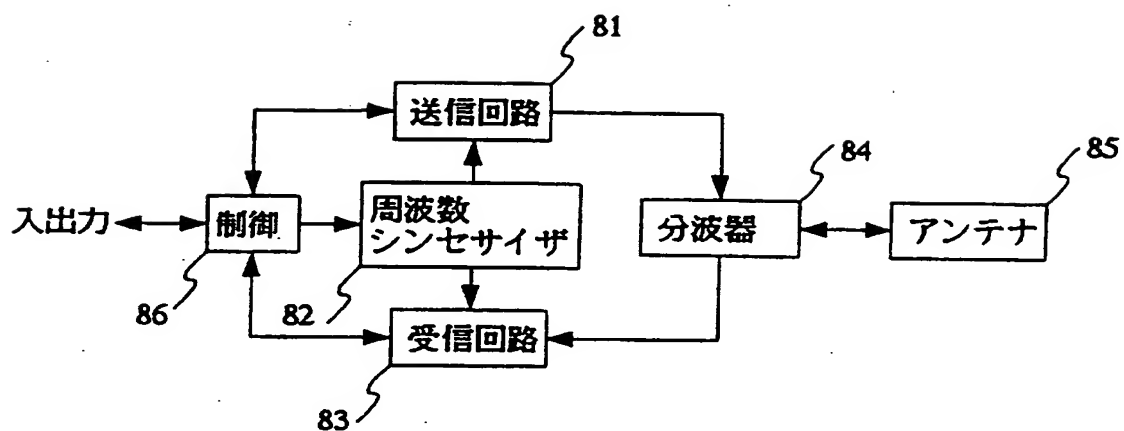 81
送信回路
84
85
入出力
制御
周波数
シンセサイザ
分波器
アンテナ
86
82
受信回路
83